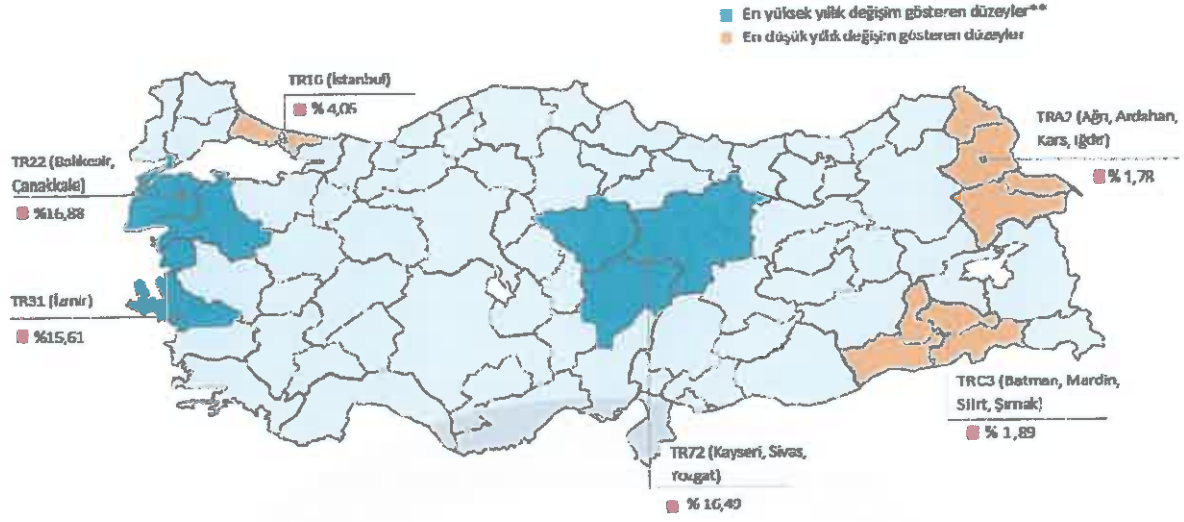 En yüksek yıllık değişim gösteren düzeyler**
En düşük yıllık değişim gösteren düzeyler
TR10 (İstanbul)
% 4,05
TRA2 (Ağrı, Ardahan,
Kars, Iğdır)
% 1,78
TR22 (Balıkesir,
Çanakkale)
%16,88
TR31 (İzmir)
%15,61
TRC3 (Batman, Mardin,
Siirt, Şırnak)
% 1,89
TR72 (Kayseri, Sivas,
Yozgat)
% 16,49